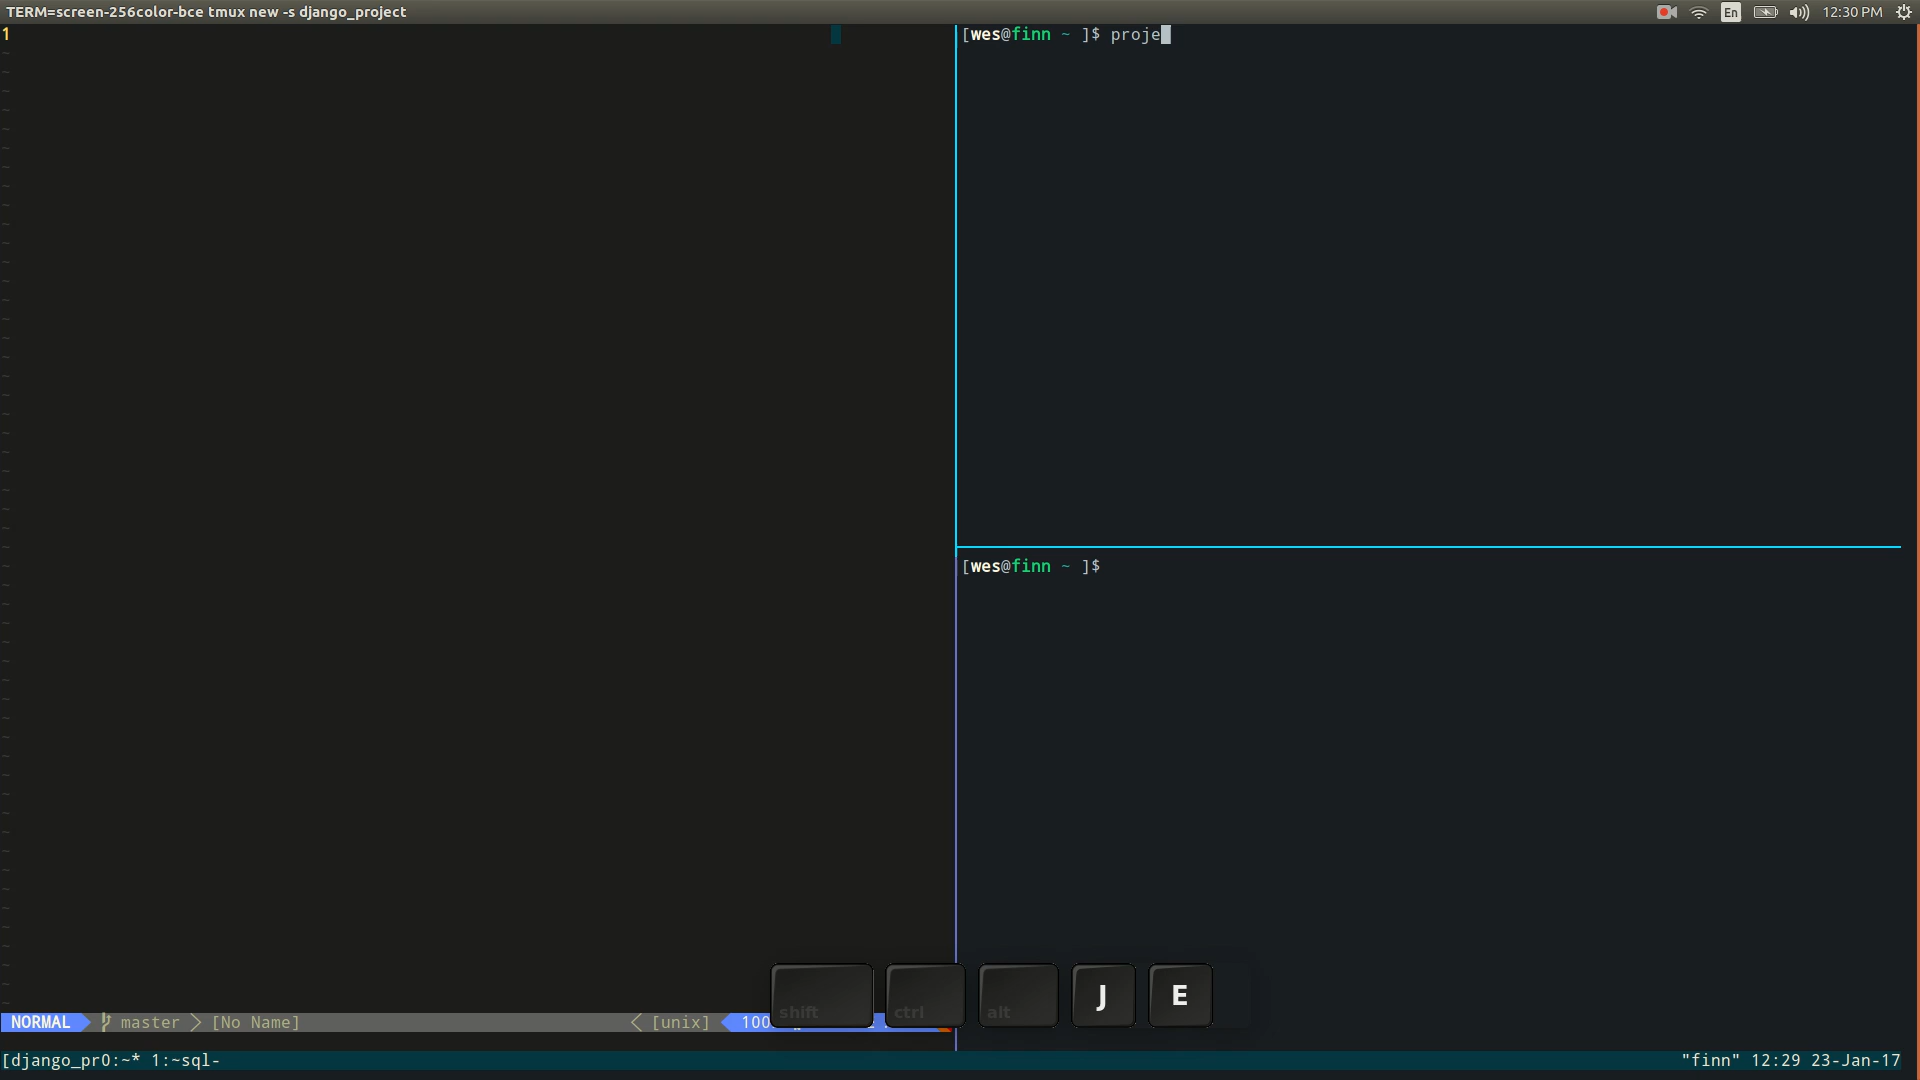 TERM=screen-256color-bce tmux new -s django_project
En
12:30 PM
1
[wes@finn ~ ]$ proje
[wes@finn ~ ]$
shift
ctrl
alt
J
E
NORMAL
master
[No Name]
[unix]
100
[django_pr0:~* 1:~sql-
"finn" 12:29 23-Jan-17